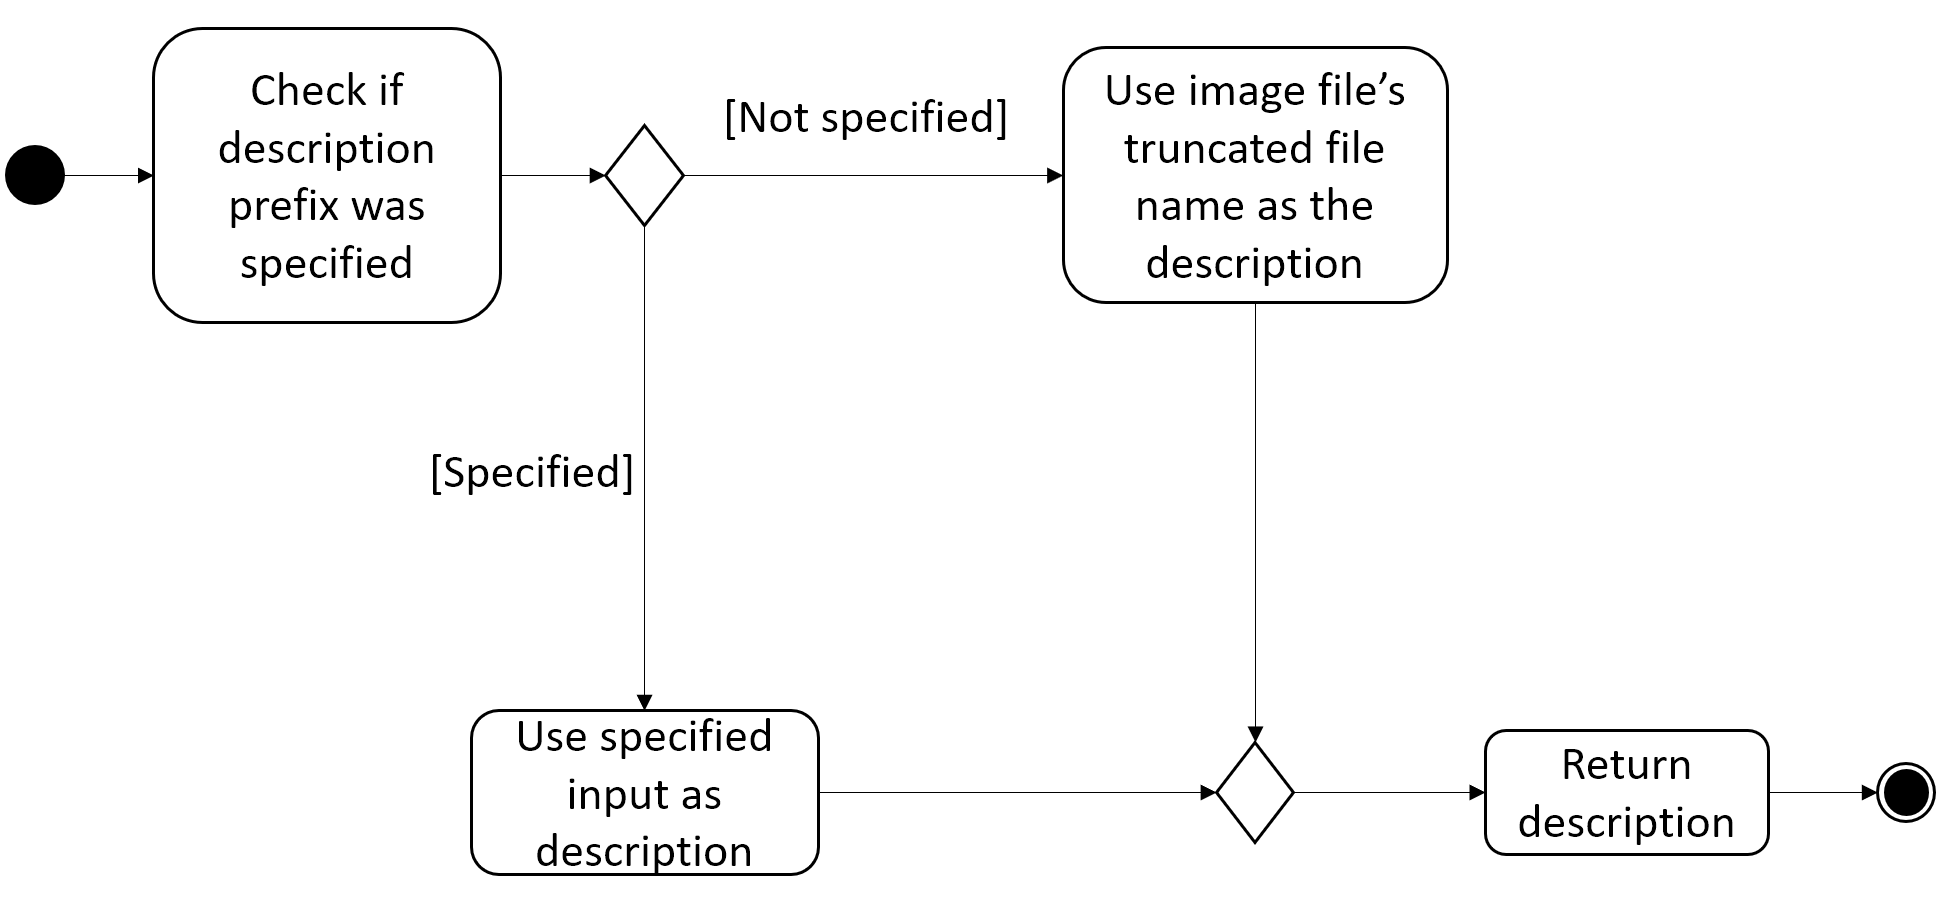 Check if
description
prefix was
specified
[Not specified]
Use image file’s
truncated file
name as the
description
[Specified]
Use specified
input as
description
Return
description